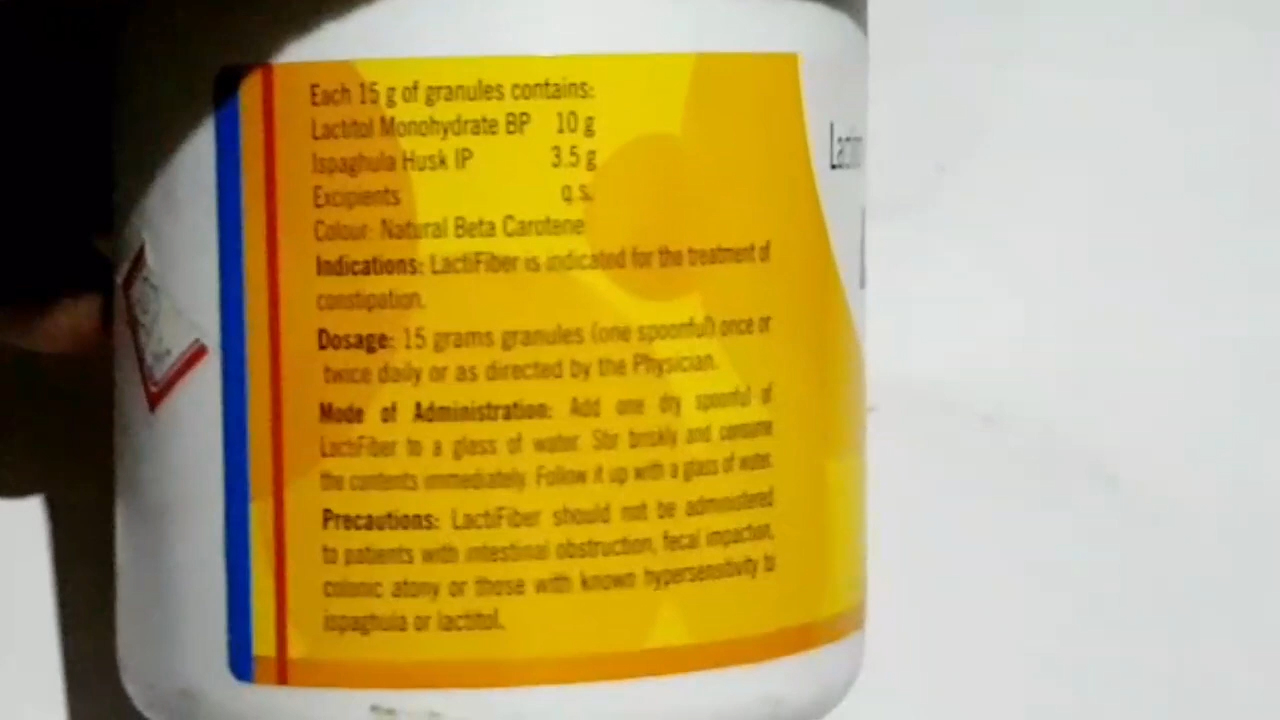 Each 15 g of granules contains:
Lactitol Monohydrate BP 10 g
Ispaghula Husk IP 3.5 g
Excipients q.s.
Colour: Natural Beta Carotene
Indications: LactiFiber is indicated for the treatment of
constipation.
Dosage: 15 grams granules (one spoonful) once or
twice daily or as directed by the Physician.
Mode of Administration: Add one dry spoonful of
LactiFiber to a glass of water. Stir briskly and consume
the contents immediately. Follow it up with a glass of water.
Precautions: LactiFiber should not be administered
to patients with intestinal obstruction, fecal impaction,
colonic atony or those with known hypersensitivity to
ispaghula or lactitol.